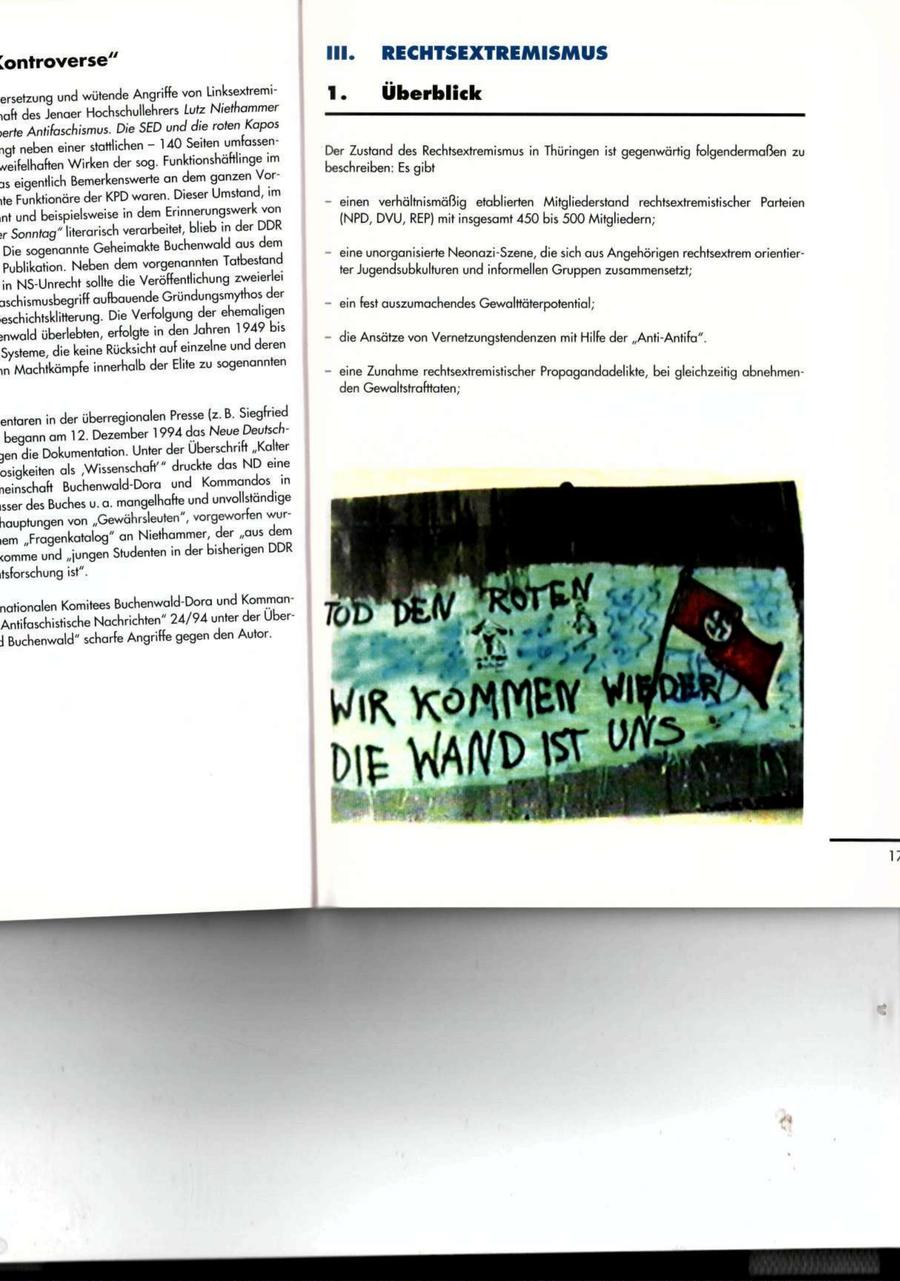 Kontroverse"
ersetzung und wütende Angriffe von Linksextremi-
haft des Jenaer Hochschullehrers Lutz Niethammer
Antifaschismus. Die SED und die roten Kapos
ngt neben einer stattlichen – 140 Seiten umfassen-
weifelhaften Wirken der sog. Funktionshäftlinge im
as eigentlich Bemerkenswerte an dem ganzen Vor-
te Funktionäre der KPD waren. Dieser Umstand, im
nt und beispielsweise in dem Erinnerungswerk von
er Sonntag" literarisch verarbeitet, blieb in der DDR
Die sogenannte Geheimakte Buchenwald aus dem
Publikation. Neben dem vorgenannten Tatbestand
in NS-Unrecht sollte die Veröffentlichung zweierlei
aschismusbegriff aufbauende Gründungsmythos der
eschichtsklitterung. Die Verfolgung der ehemaligen
enwald überlebten, erfolgte in den Jahren 1949 bis
Systeme, die keine Rücksicht auf einzelne und deren
nn Machtkämpfe innerhalb der Elite zu sogenannten
entaren in der überregionalen Presse (z. B. Siegfried
begann am 12. Dezember 1994 das Neue Deutsch-
gen die Dokumentation. Unter der Überschrift „Kalter
osigkeiten als ‚Wissenschaft'" druckte das ND eine
meinschaft Buchenwald-Dora und Kommandos in
sser des Buches u. a. mangelhafte und unvollständige
hauptungen von „Gewährsleuten", vorgeworfen wur-
nem „Fragenkatalog" an Niethammer, der „aus dem
komme und „jungen Studenten in der bisherigen DDR
tsforschung ist".
nationalen Komitees Buchenwald-Dora und Komman-
Antifaschistische Nachrichten" 24/94 unter der Über-
d Buchenwald" scharfe Angriffe gegen den Autor.
III. RECHTSEXTREMISMUS
1. Überblick
Der Zustand des Rechtsextremismus in Thüringen ist gegenwärtig folgendermaßen zu
beschreiben: Es gibt
– einen verhältnismäßig etablierten Mitgliederstand rechtsextremistischer Parteien
(NPD, DVU, REP) mit insgesamt 450 bis 500 Mitgliedern;
– eine unorganisierte Neonazi-Szene, die sich aus Angehörigen rechtsextrem orientier-
ter Jugendsubkulturen und informellen Gruppen zusammensetzt;
– ein fest auszumachendes Gewalttäterpotential;
– die Ansätze von Vernetzungstendenzen mit Hilfe der „Anti-Antifa".
– eine Zunahme rechtsextremistischer Propagandadelikte, bei gleichzeitig abnehmen-
den Gewaltstraftaten;
TOD DEN ROTEN
WIR KOMMEN WIEDER
DIE WAND IST UNS
17